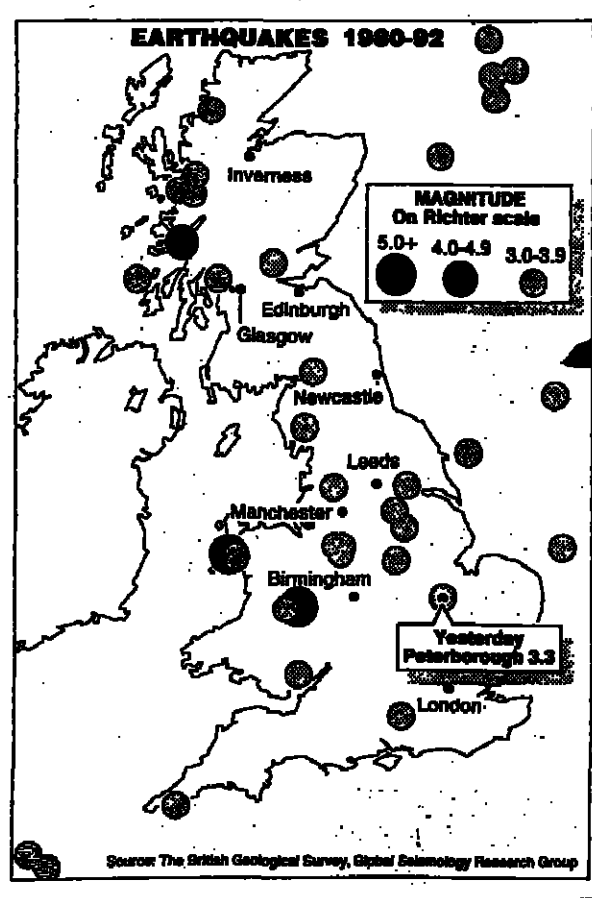 EARTHQUAKES 1980-92
Inverness
MAGNITUDE
On Richter scale
5.0+ 4.0-4.9 3.0-3.9
Edinburgh
Glasgow
Newcastle
Leeds
Manchester
Birmingham
Yesterday
Peterborough 3.3
London
Source: The British Geological Survey, Global Seismology Research Group